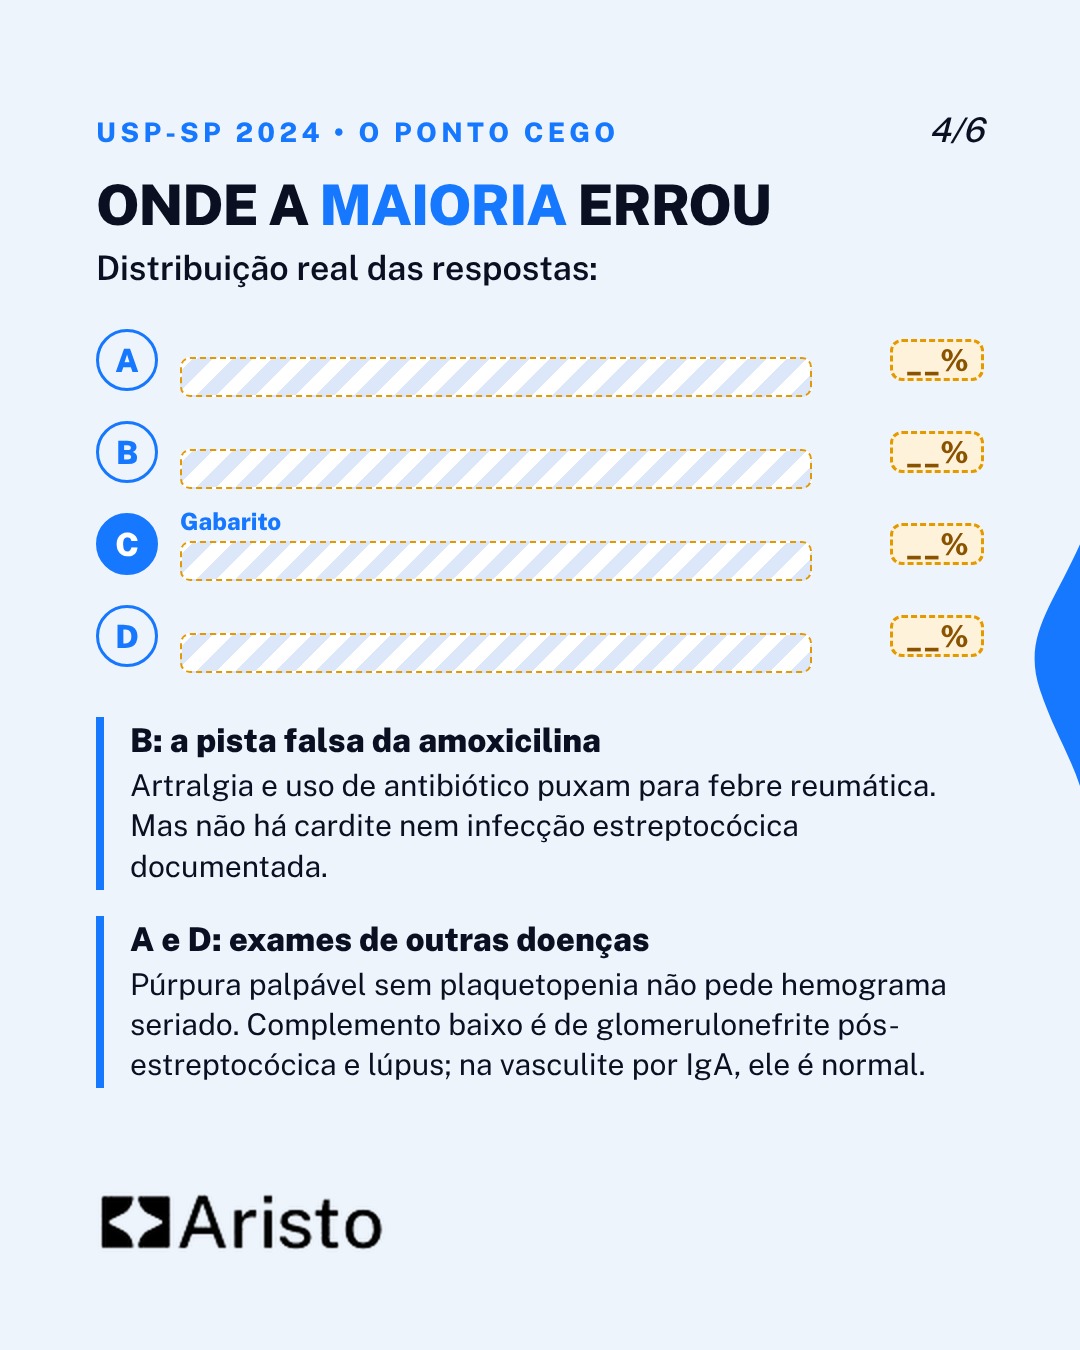 USP-SP 2024 • O PONTO CEGO
4/6
ONDE A MAIORIA ERROU
Distribuição real das respostas:
A
__%
B
__%
Gabarito
C
__%
D
__%
B: a pista falsa da amoxicilina
Artralgia e uso de antibiótico puxam para febre reumática.
Mas não há cardite nem infecção estreptocócica
documentada.
A e D: exames de outras doenças
Púrpura palpável sem plaquetopenia não pede hemograma
seriado. Complemento baixo é de glomerulonefrite pós-
estreptocócica e lúpus; na vasculite por IgA, ele é normal.
Aristo